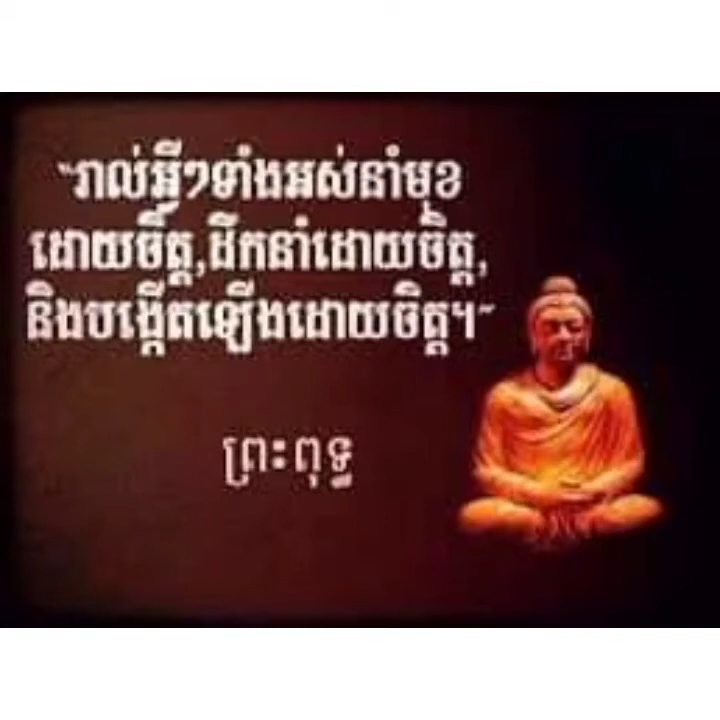 “រាល់អ្វីៗទាំងអស់នាំមុខ
ដោយចិត្ត,ដឹកនាំដោយចិត្ត,
និងបង្កើតឡើងដោយចិត្ត។”
ព្រះពុទ្ធ